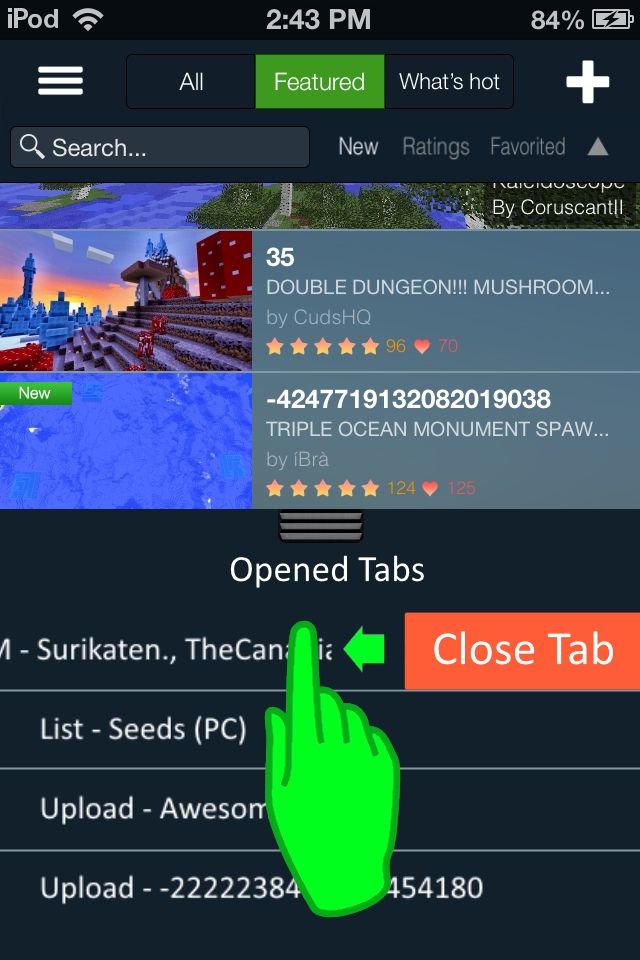 iPod 2:43 PM 84%
All Featured What's hot
Search... New Ratings Favorited
Kaleidoscope
By CoruscantII
35
DOUBLE DUNGEON!!! MUSHROOM...
by CudsHQ
96 70
New
-4247719132082019038
TRIPLE OCEAN MONUMENT SPAW...
by íBrà
124 125
Opened Tabs
M - Surikaten., TheCana
Close Tab
List - Seeds (PC)
Upload - Awesom
Upload - -22222384 454180